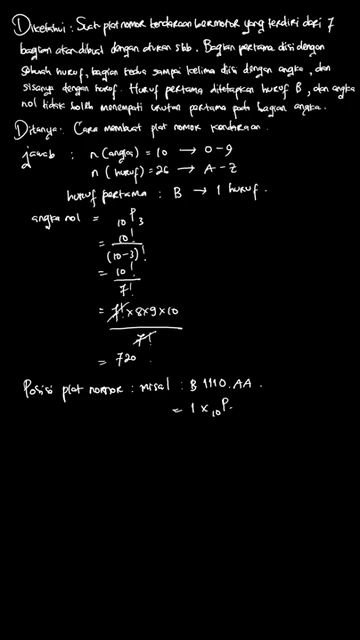 Diketahui : Suat plat nomor kendaraan bermotor yang terdiri dari 7
bagian akan dibuat dengan aturan sbb. Bagian pertama diisi dengan
sebuah huruf, bagian kedua sampai kelima diisi dengan angka, dan
sisanya dengan huruf. Huruf pertama ditetapkan huruf B, dan angka
nol tidak boleh menempati urutan pertama pada bagian angka.
Ditanya : Cara membuat plat nomor kendaraan.
jawab : n (angka) = 10 → 0-9
n (huruf) = 26 → A-Z
huruf pertama : B → 1 huruf.
angka nol = ₁₀P₃
= 10!
(10-3)!
= 10!
7!
= 7! × 8 × 9 × 10
7!
= 720
Posisi plat nomor : misal : B 1110 . AA .
= 1 × ₁₀P.